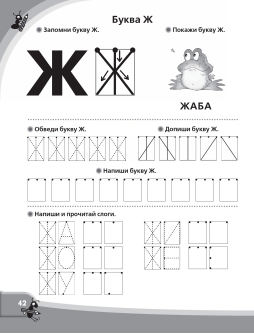 Буква Ж
Запомни букву Ж.
Покажи букву Ж.
Ж Ж
ЖАБА
Обведи букву Ж.
Допиши букву Ж.
Ж Ж Ж Ж Ж
Напиши букву Ж.
Напиши и прочитай слоги.
Ж А
Ж И
Ж О
Ж Е
Ж У
42